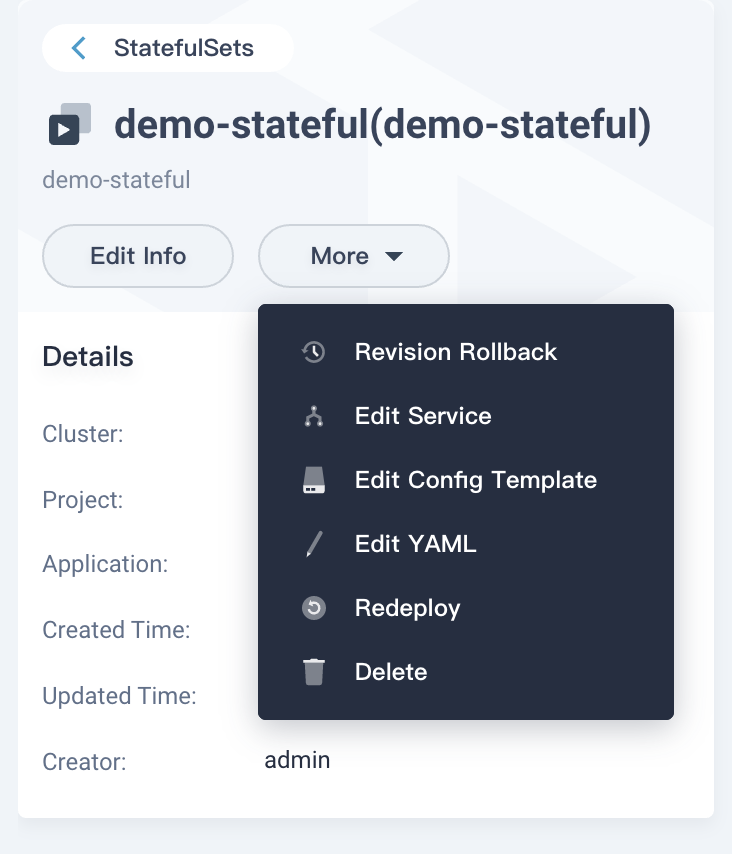 StatefulSets
demo-stateful(demo-stateful)
demo-stateful
Edit Info
More
Details
Revision Rollback
Edit Service
Edit Config Template
Edit YAML
Redeploy
Delete
Cluster:
Project:
Application:
Created Time:
Updated Time:
Creator: admin